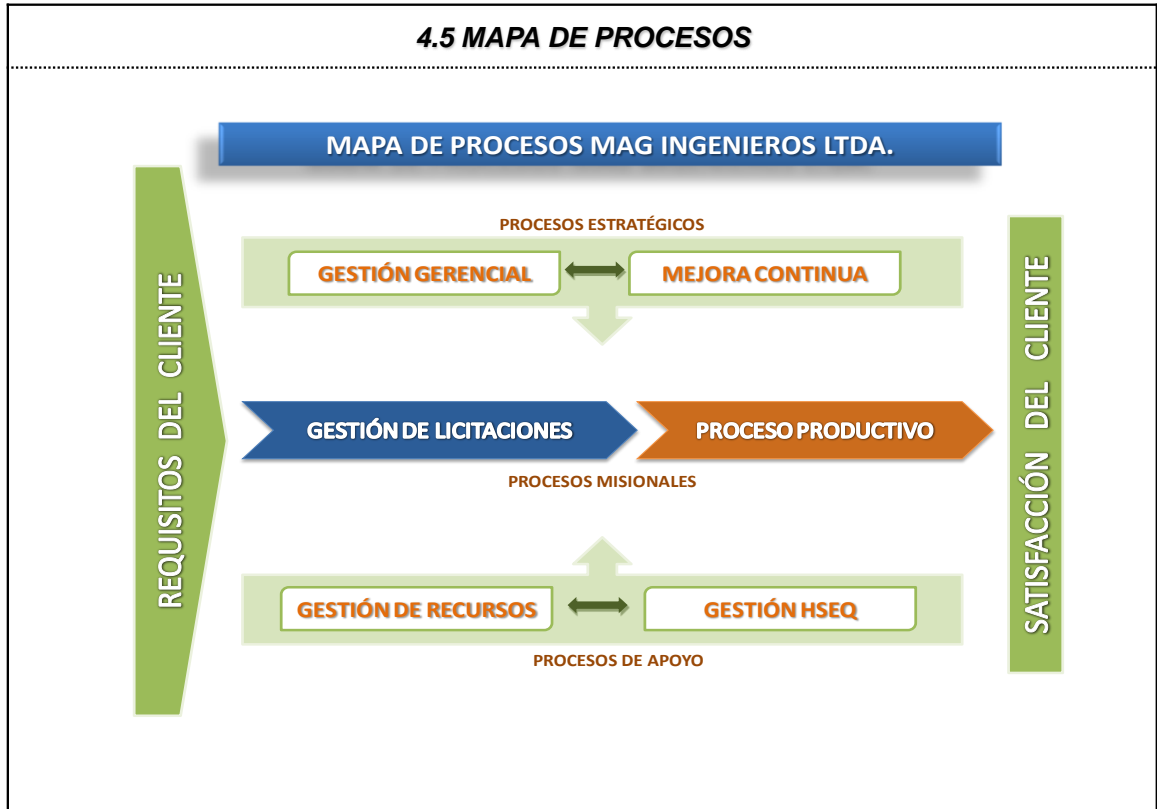 4.5 MAPA DE PROCESOS
MAPA DE PROCESOS MAG INGENIEROS LTDA.
REQUISITOS DEL CLIENTE
PROCESOS ESTRATÉGICOS
GESTIÓN GERENCIAL
MEJORA CONTINUA
GESTIÓN DE LICITACIONES
PROCESO PRODUCTIVO
PROCESOS MISIONALES
GESTIÓN DE RECURSOS
GESTIÓN HSEQ
PROCESOS DE APOYO
SATISFACCIÓN DEL CLIENTE